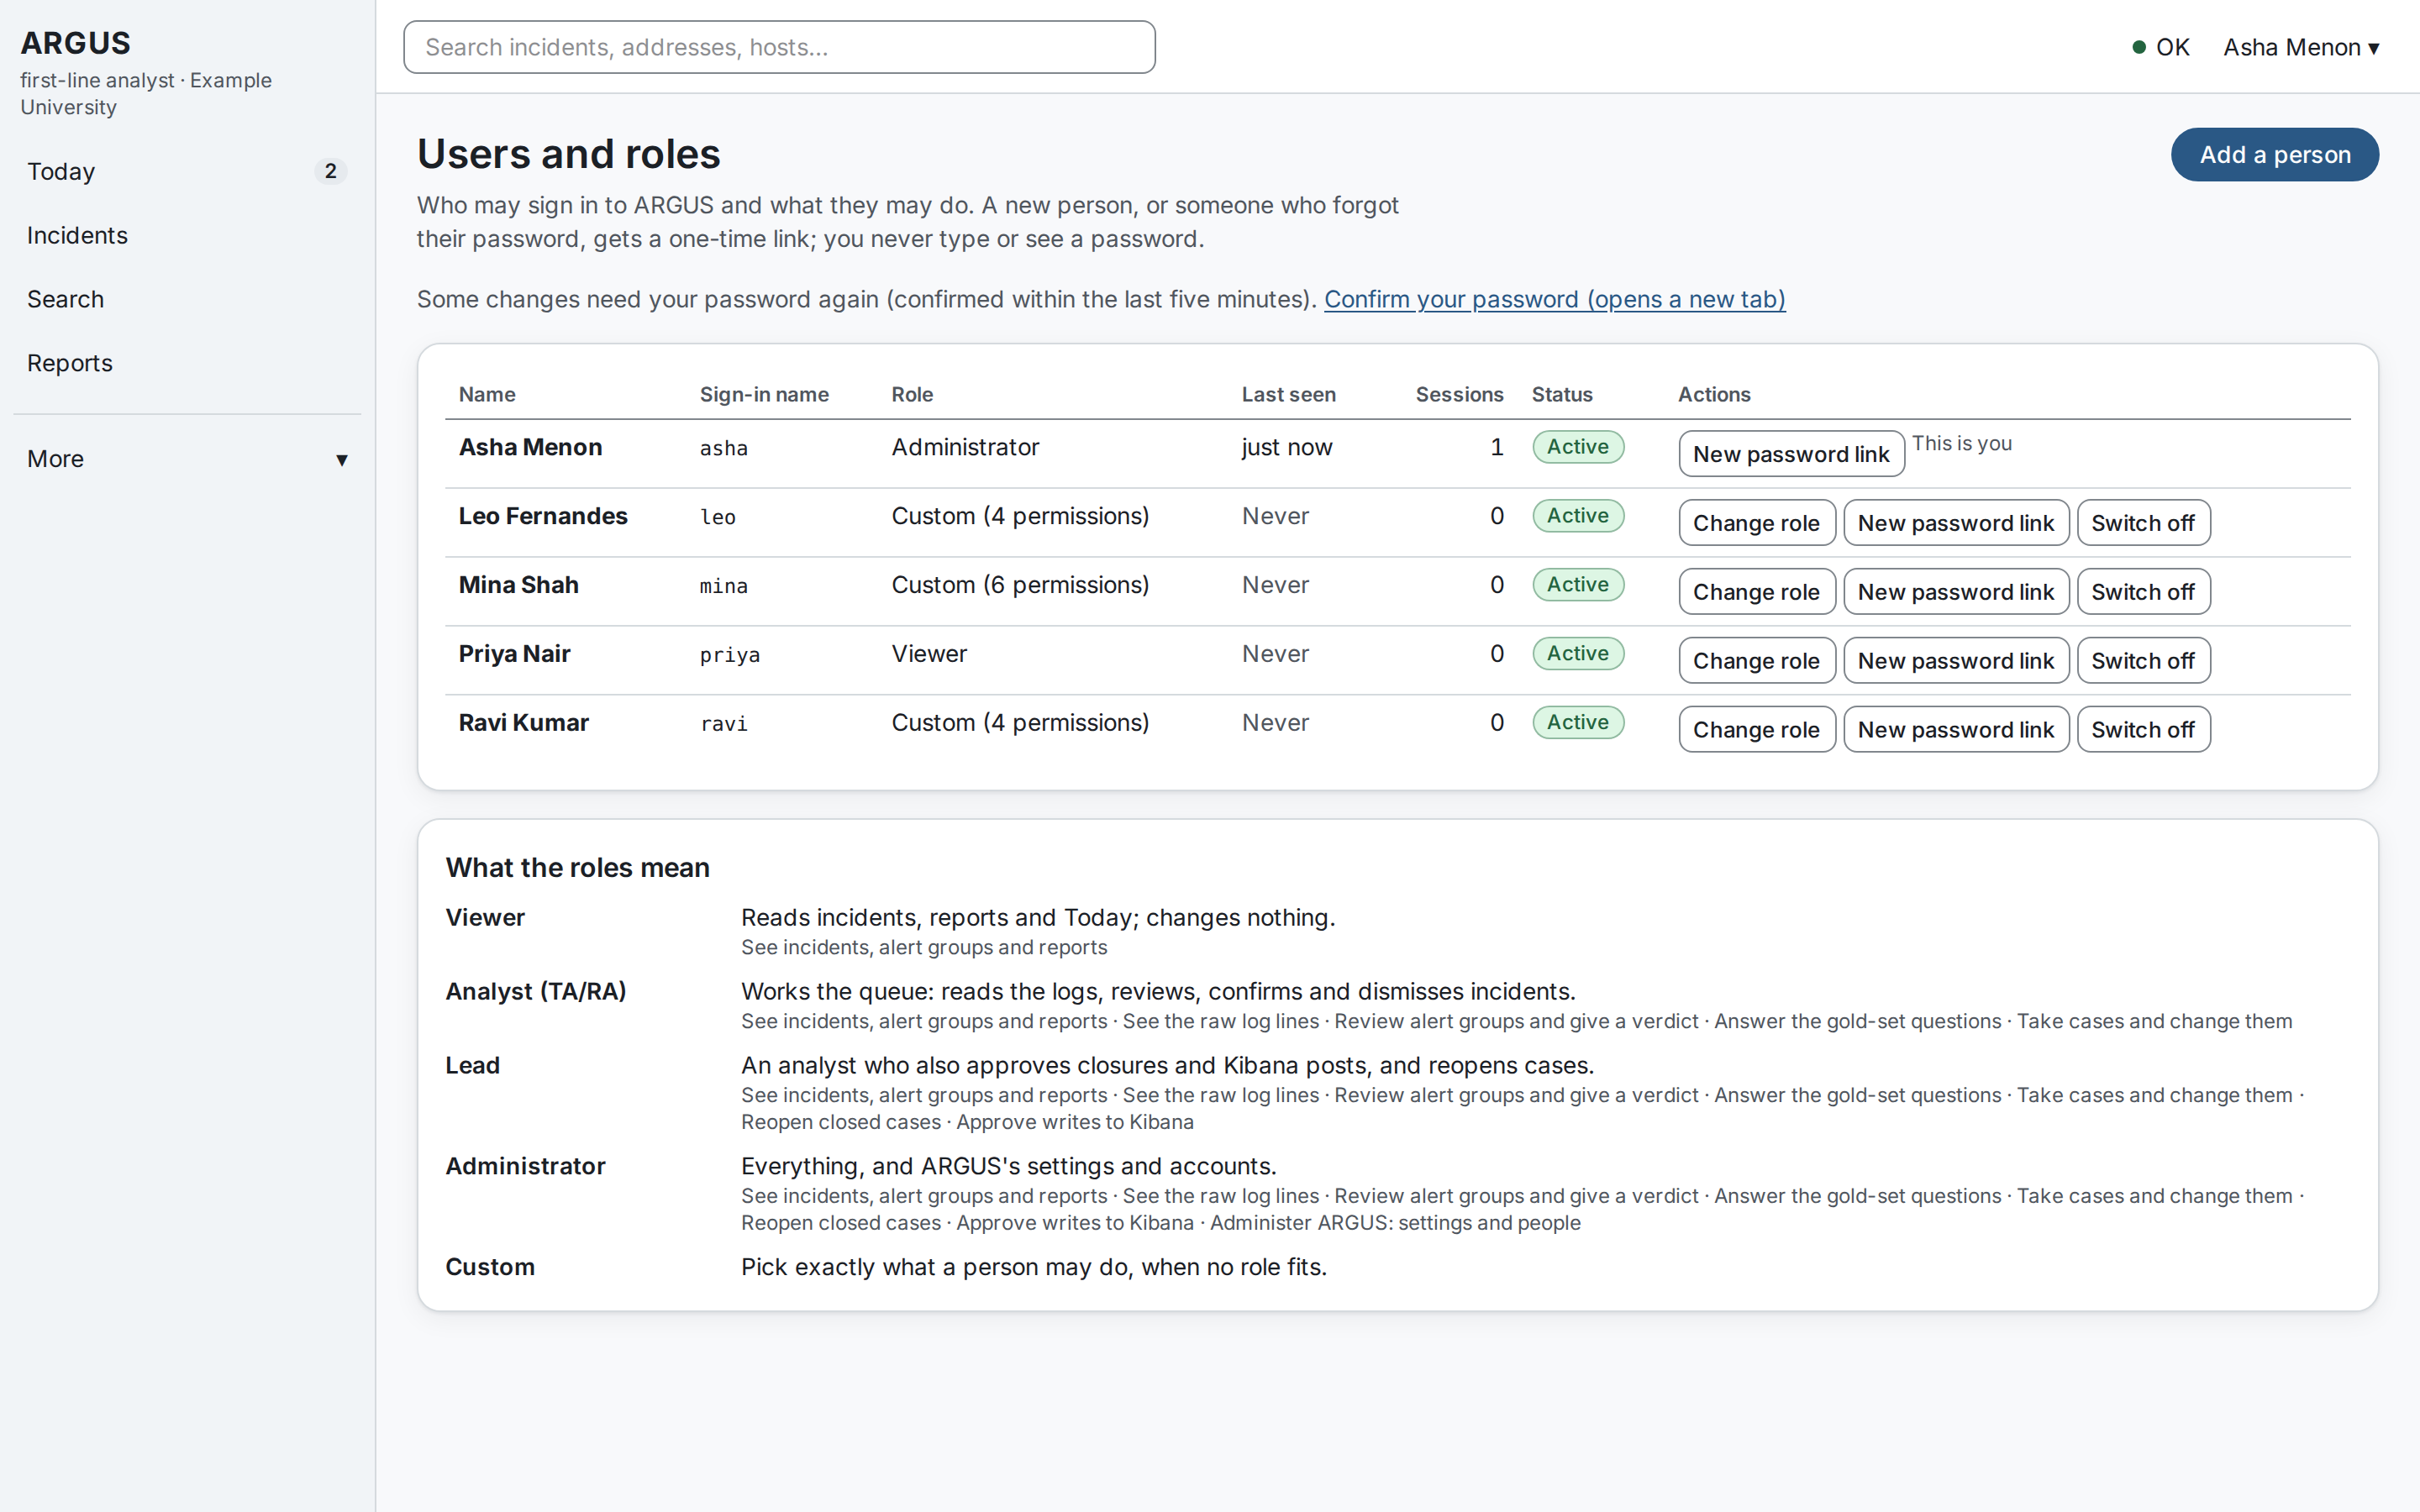 ARGUS
first-line analyst · Example
University
Today 2
Incidents
Search
Reports
More ▾
Search incidents, addresses, hosts...
OK Asha Menon ▾
Users and roles
Add a person
Who may sign in to ARGUS and what they may do. A new person, or someone who forgot
their password, gets a one-time link; you never type or see a password.
Some changes need your password again (confirmed within the last five minutes). Confirm your password (opens a new tab)
Name Sign-in name Role Last seen Sessions Status Actions
Asha Menon asha Administrator just now 1 Active New password link This is you
Leo Fernandes leo Custom (4 permissions) Never 0 Active Change role New password link Switch off
Mina Shah mina Custom (6 permissions) Never 0 Active Change role New password link Switch off
Priya Nair priya Viewer Never 0 Active Change role New password link Switch off
Ravi Kumar ravi Custom (4 permissions) Never 0 Active Change role New password link Switch off
What the roles mean
Viewer Reads incidents, reports and Today; changes nothing.
See incidents, alert groups and reports
Analyst (TA/RA) Works the queue: reads the logs, reviews, confirms and dismisses incidents.
See incidents, alert groups and reports · See the raw log lines · Review alert groups and give a verdict · Answer the gold-set questions · Take cases and change them
Lead An analyst who also approves closures and Kibana posts, and reopens cases.
See incidents, alert groups and reports · See the raw log lines · Review alert groups and give a verdict · Answer the gold-set questions · Take cases and change them ·
Reopen closed cases · Approve writes to Kibana
Administrator Everything, and ARGUS's settings and accounts.
See incidents, alert groups and reports · See the raw log lines · Review alert groups and give a verdict · Answer the gold-set questions · Take cases and change them ·
Reopen closed cases · Approve writes to Kibana · Administer ARGUS: settings and people
Custom Pick exactly what a person may do, when no role fits.